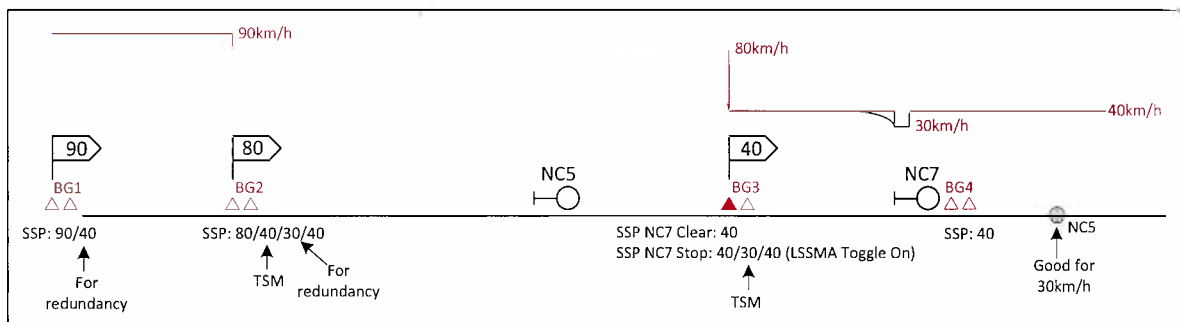 90km/h
80km/h
40km/h
30km/h
90
80
40
NC5
NC7
BG1
BG2
BG3
BG4
SSP: 90/40
SSP: 80/40/30/40
SSP NC7 Clear: 40
SSP: 40
NC5
SSP NC7 Stop: 40/30/40 (LSSMA Toggle On)
For
redundancy
TSM
For
redundancy
TSM
Good for
30km/h